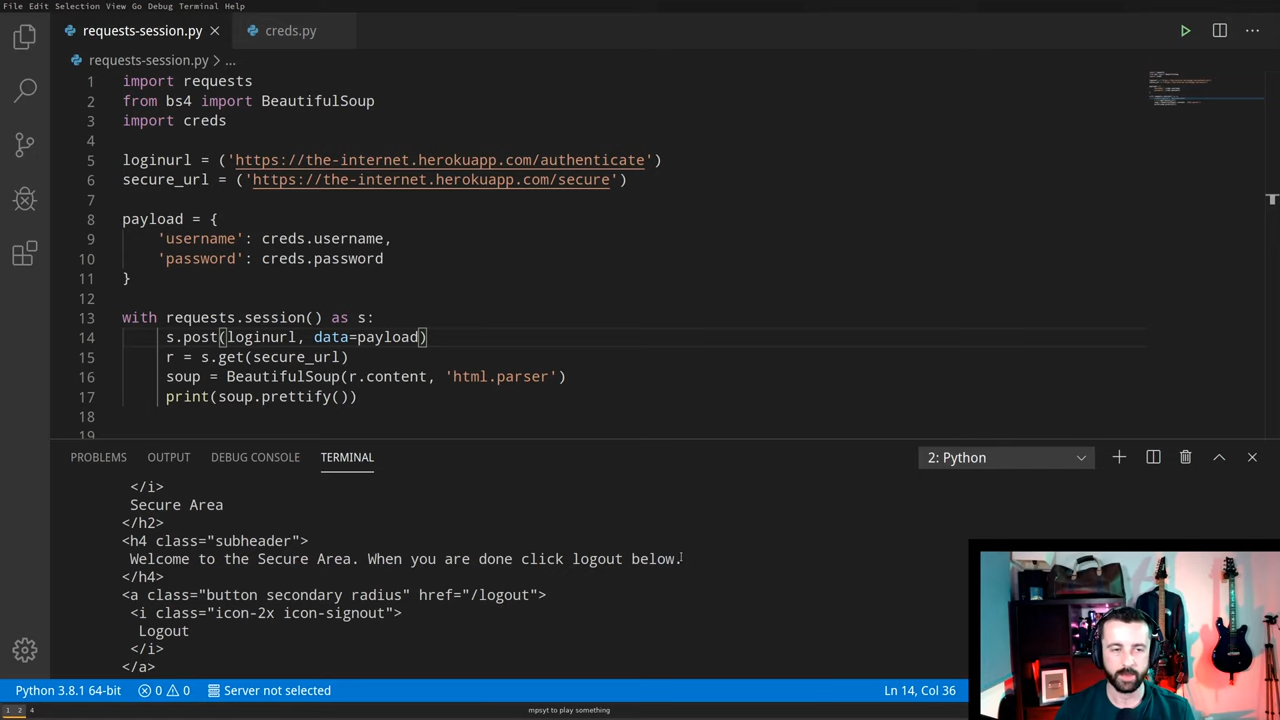 File Edit Selection View Go Debug Terminal Help
requests-session.py
creds.py
requests-session.py > ...
1 import requests
2 from bs4 import BeautifulSoup
3 import creds
4
5 loginurl = ('https://the-internet.herokuapp.com/authenticate')
6 secure_url = ('https://the-internet.herokuapp.com/secure')
7
8 payload = {
9 'username': creds.username,
10 'password': creds.password
11 }
12
13 with requests.session() as s:
14 s.post(loginurl, data=payload)
15 r = s.get(secure_url)
16 soup = BeautifulSoup(r.content, 'html.parser')
17 print(soup.prettify())
18
19
PROBLEMS OUTPUT DEBUG CONSOLE TERMINAL 2: Python
</i>
Secure Area
</h2>
<h4 class="subheader">
Welcome to the Secure Area. When you are done click logout below.
</h4>
<a class="button secondary radius" href="/logout">
<i class="icon-2x icon-signout">
Logout
</i>
</a>
Python 3.8.1 64-bit 0 0 Server not selected Ln 14, Col 36
1 2 4 mpsyt to play something